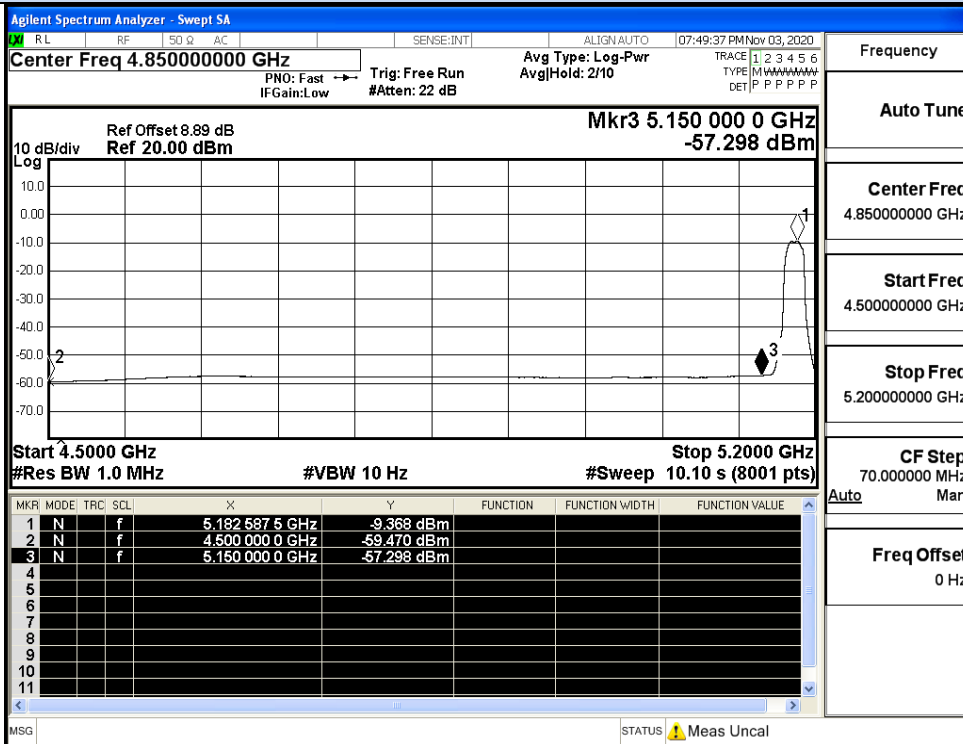 Agilent Spectrum Analyzer - Swept SA
LXI RL RF 50 Ω AC SENSE:INT ALIGN AUTO 07:49:37 PM Nov 03, 2020
Center Freq 4.850000000 GHz
PNO: Fast
IFGain:Low
Trig: Free Run
#Atten: 22 dB
Avg Type: Log-Pwr
Avg|Hold: 2/10
TRACE 1 2 3 4 5 6
TYPE M WWWWW
DET P P P P P P
Mkr3 5.150 000 0 GHz
-57.298 dBm
Ref Offset 8.89 dB
10 dB/div Ref 20.00 dBm
Log
10.0
0.00
-10.0
-20.0
-30.0
-40.0
-50.0
-60.0
-70.0
1
2
3
Start 4.5000 GHz Stop 5.2000 GHz
#Res BW 1.0 MHz #VBW 10 Hz #Sweep 10.10 s (8001 pts)
MKR MODE TRC SCL X Y FUNCTION FUNCTION WIDTH FUNCTION VALUE
1 N f 5.182 587 5 GHz -9.368 dBm
2 N f 4.500 000 0 GHz -59.470 dBm
3 N f 5.150 000 0 GHz -57.298 dBm
4
5
6
7
8
9
10
11
MSG STATUS Meas Uncal
Frequency
Auto Tune
Center Freq
4.850000000 GHz
Start Freq
4.500000000 GHz
Stop Freq
5.200000000 GHz
CF Step
70.000000 MHz
Auto Man
Freq Offset
0 Hz